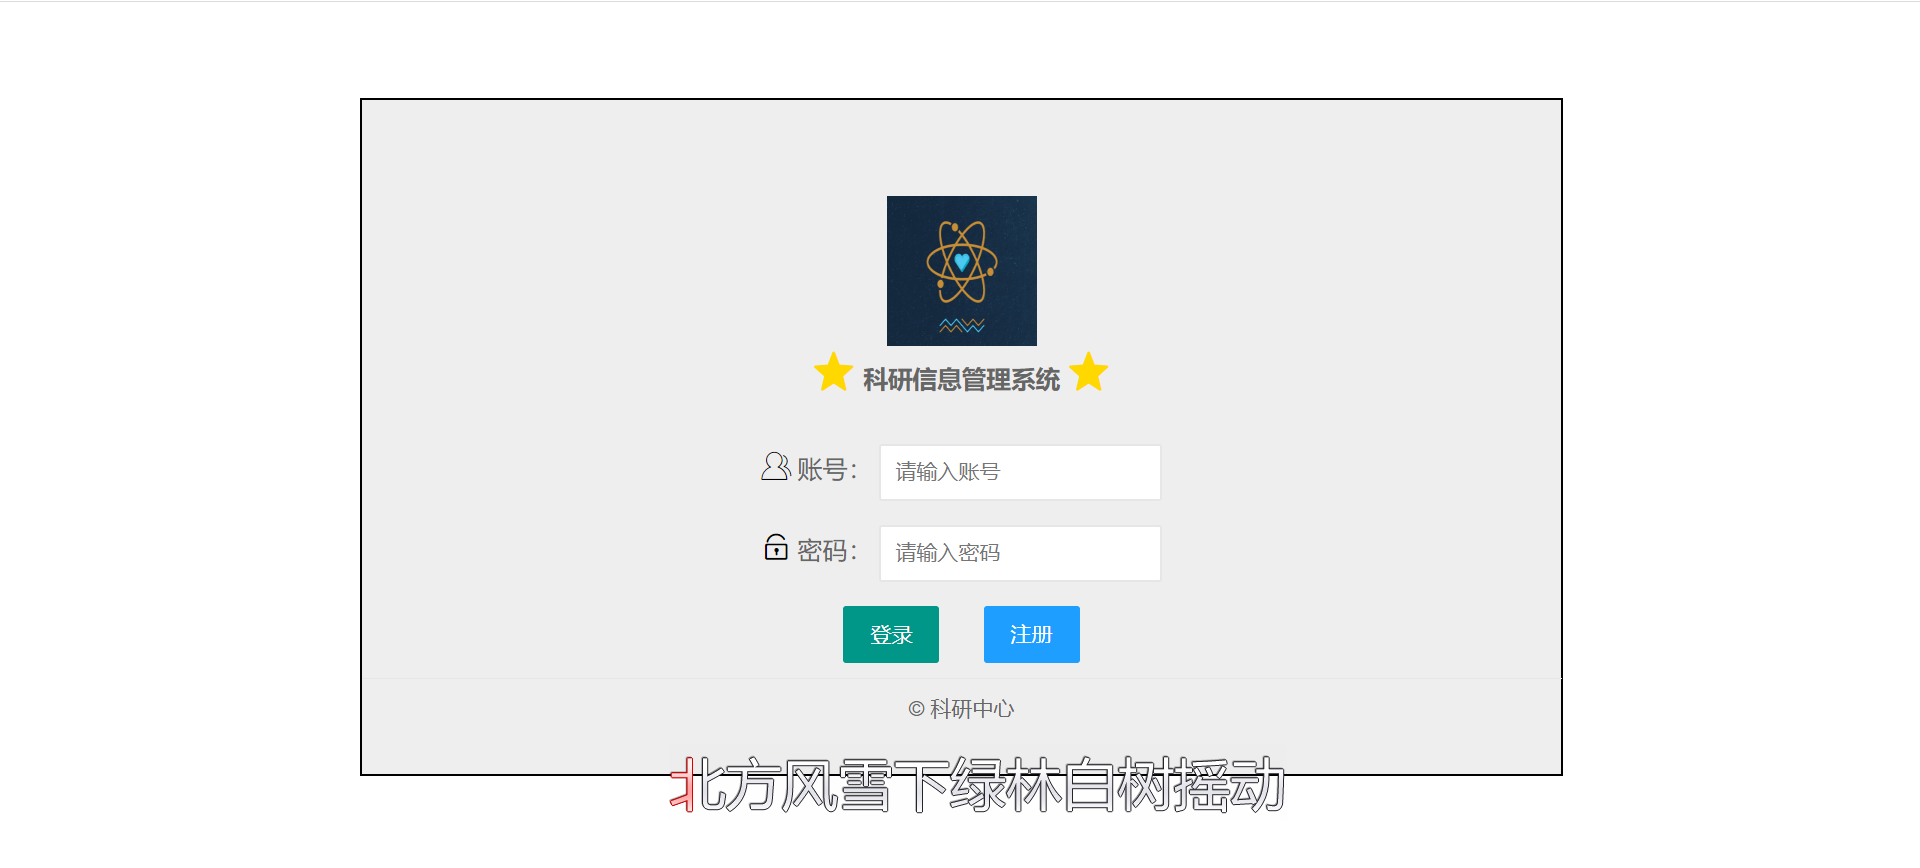 科研信息管理系统
账号： 请输入账号
密码： 请输入密码
登录 注册
© 科研中心
北方风雪下绿林白树摇动